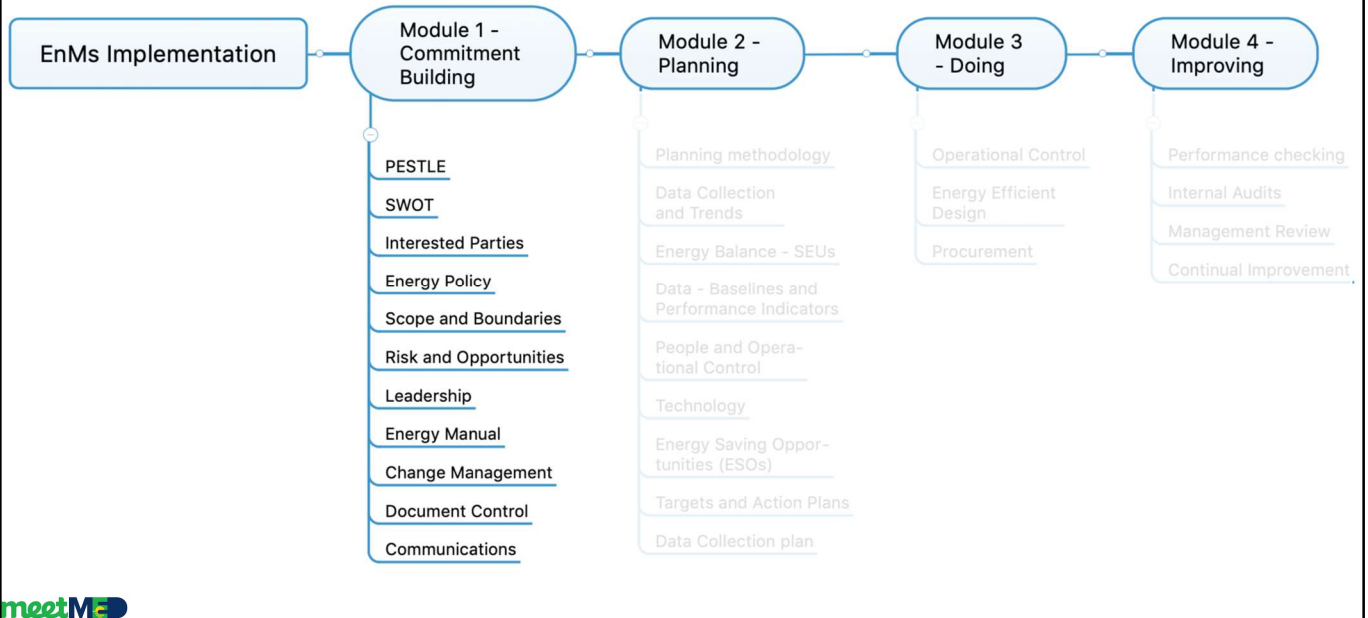 EnMs Implementation
Module 1 -
Commitment
Building
PESTLE
SWOT
Interested Parties
Energy Policy
Scope and Boundaries
Risk and Opportunities
Leadership
Energy Manual
Change Management
Document Control
Communications
Module 2 -
Planning
Planning methodology
Data Collection
and Trends
Energy Balance - SEUs
Data - Baselines and
Performance Indicators
People and Opera-
tional Control
Technology
Energy Saving Oppor-
tunities (ESOs)
Targets and Action Plans
Data Collection plan
Module 3
- Doing
Operational Control
Energy Efficient
Design
Procurement
Module 4 -
Improving
Performance checking
Internal Audits
Management Review
Continual Improvement
meetMED